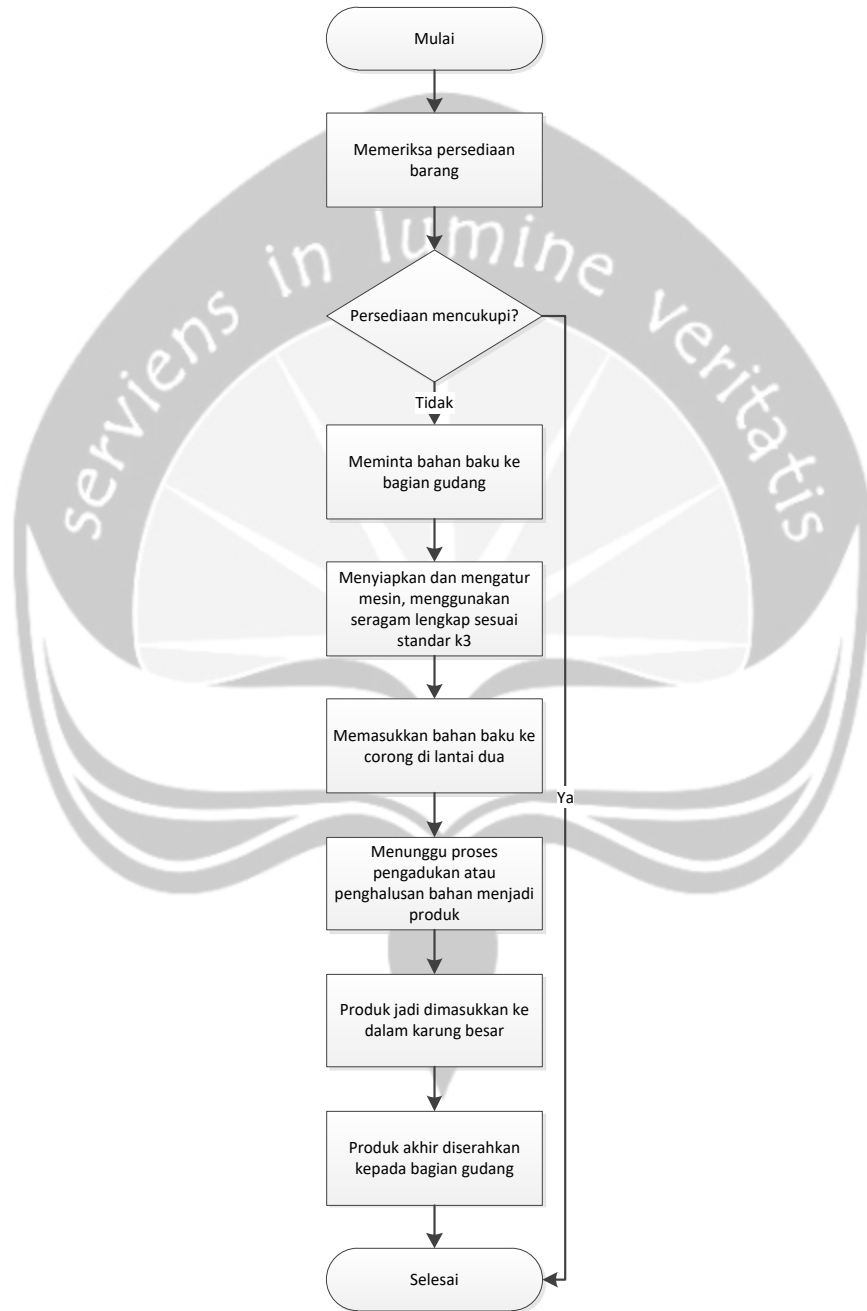 Mulai
Memeriksa persediaan
barang
serviens in lumine veritatis
Persediaan mencukupi?
Tidak
Meminta bahan baku ke
bagian gudang
Menyiapkan dan mengatur
mesin, menggunakan
seragam lengkap sesuai
standar k3
Memasukkan bahan baku ke
corong di lantai dua
Ya
Menunggu proses
pengadukan atau
penghalusan bahan menjadi
produk
Produk jadi dimasukkan ke
dalam karung besar
Produk akhir diserahkan
kepada bagian gudang
Selesai